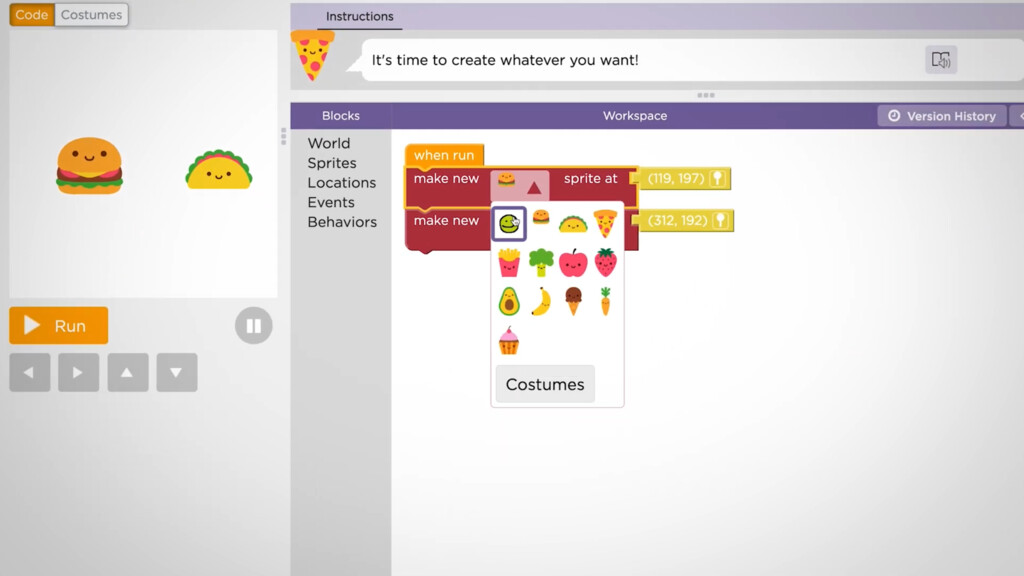 Code Costumes
Instructions
It's time to create whatever you want!
Blocks
Workspace
Version History
World
Sprites
Locations
Events
Behaviors
when run
make new sprite at (119, 197)
make new (312, 192)
Costumes
Run